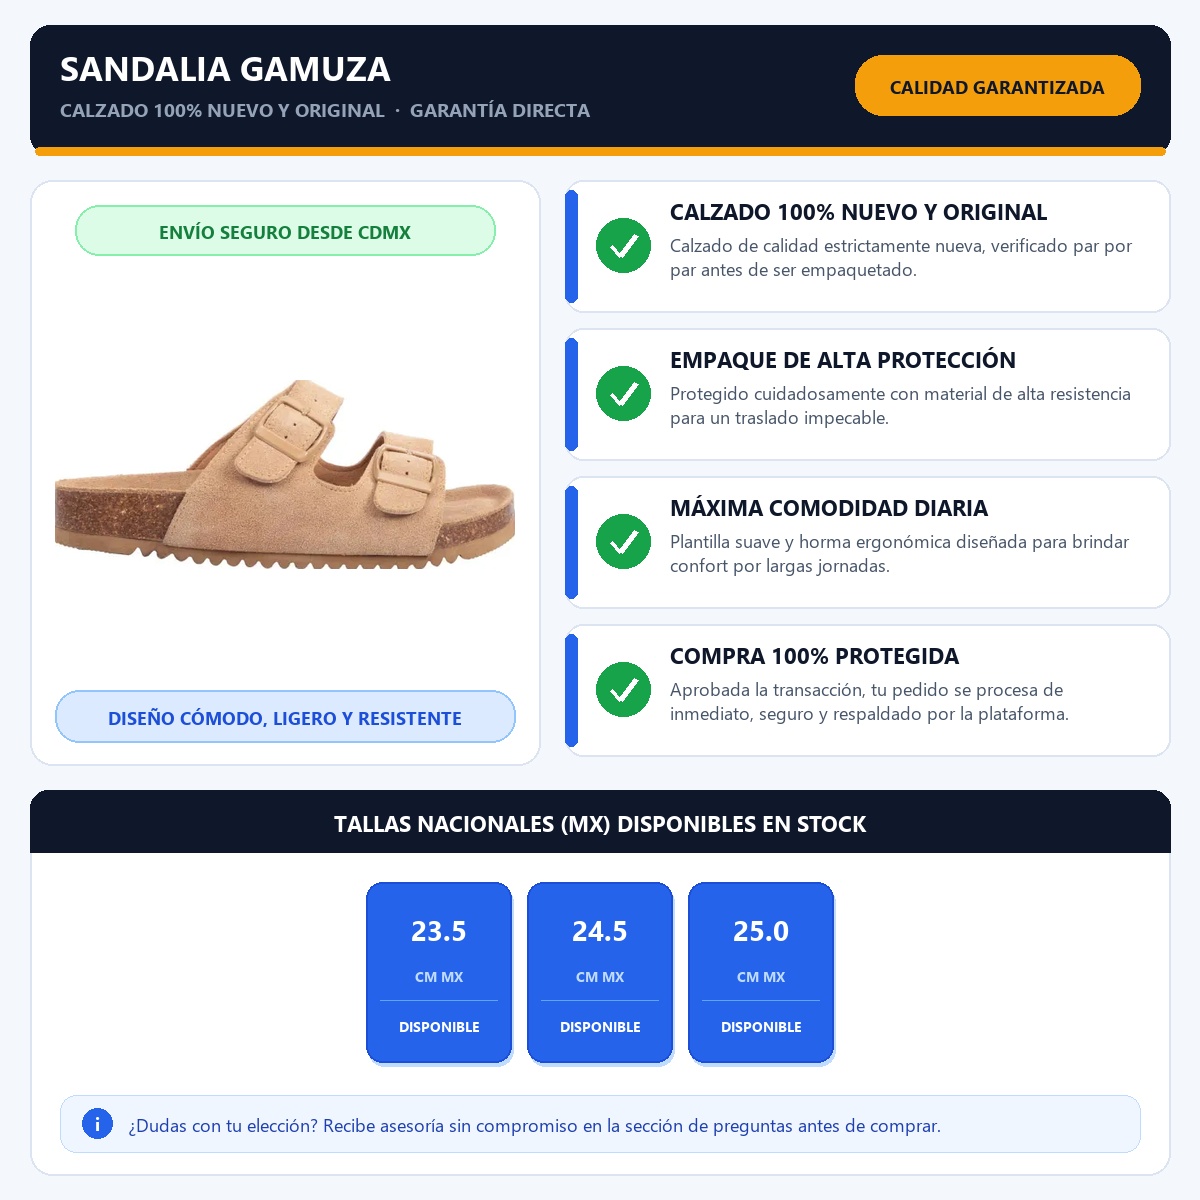 SANDALIA GAMUZA
CALZADO 100% NUEVO Y ORIGINAL · GARANTÍA DIRECTA
CALIDAD GARANTIZADA
ENVÍO SEGURO DESDE CDMX
DISEÑO CÓMODO, LIGERO Y RESISTENTE
CALZADO 100% NUEVO Y ORIGINAL
Calzado de calidad estrictamente nueva, verificado par por
par antes de ser empaquetado.
EMPAQUE DE ALTA PROTECCIÓN
Protegido cuidadosamente con material de alta resistencia
para un traslado impecable.
MÁXIMA COMODIDAD DIARIA
Plantilla suave y horma ergonómica diseñada para brindar
confort por largas jornadas.
COMPRA 100% PROTEGIDA
Aprobada la transacción, tu pedido se procesa de
inmediato, seguro y respaldado por la plataforma.
TALLAS NACIONALES (MX) DISPONIBLES EN STOCK
23.5
CM MX
DISPONIBLE
24.5
CM MX
DISPONIBLE
25.0
CM MX
DISPONIBLE
¿Dudas con tu elección? Recibe asesoría sin compromiso en la sección de preguntas antes de comprar.